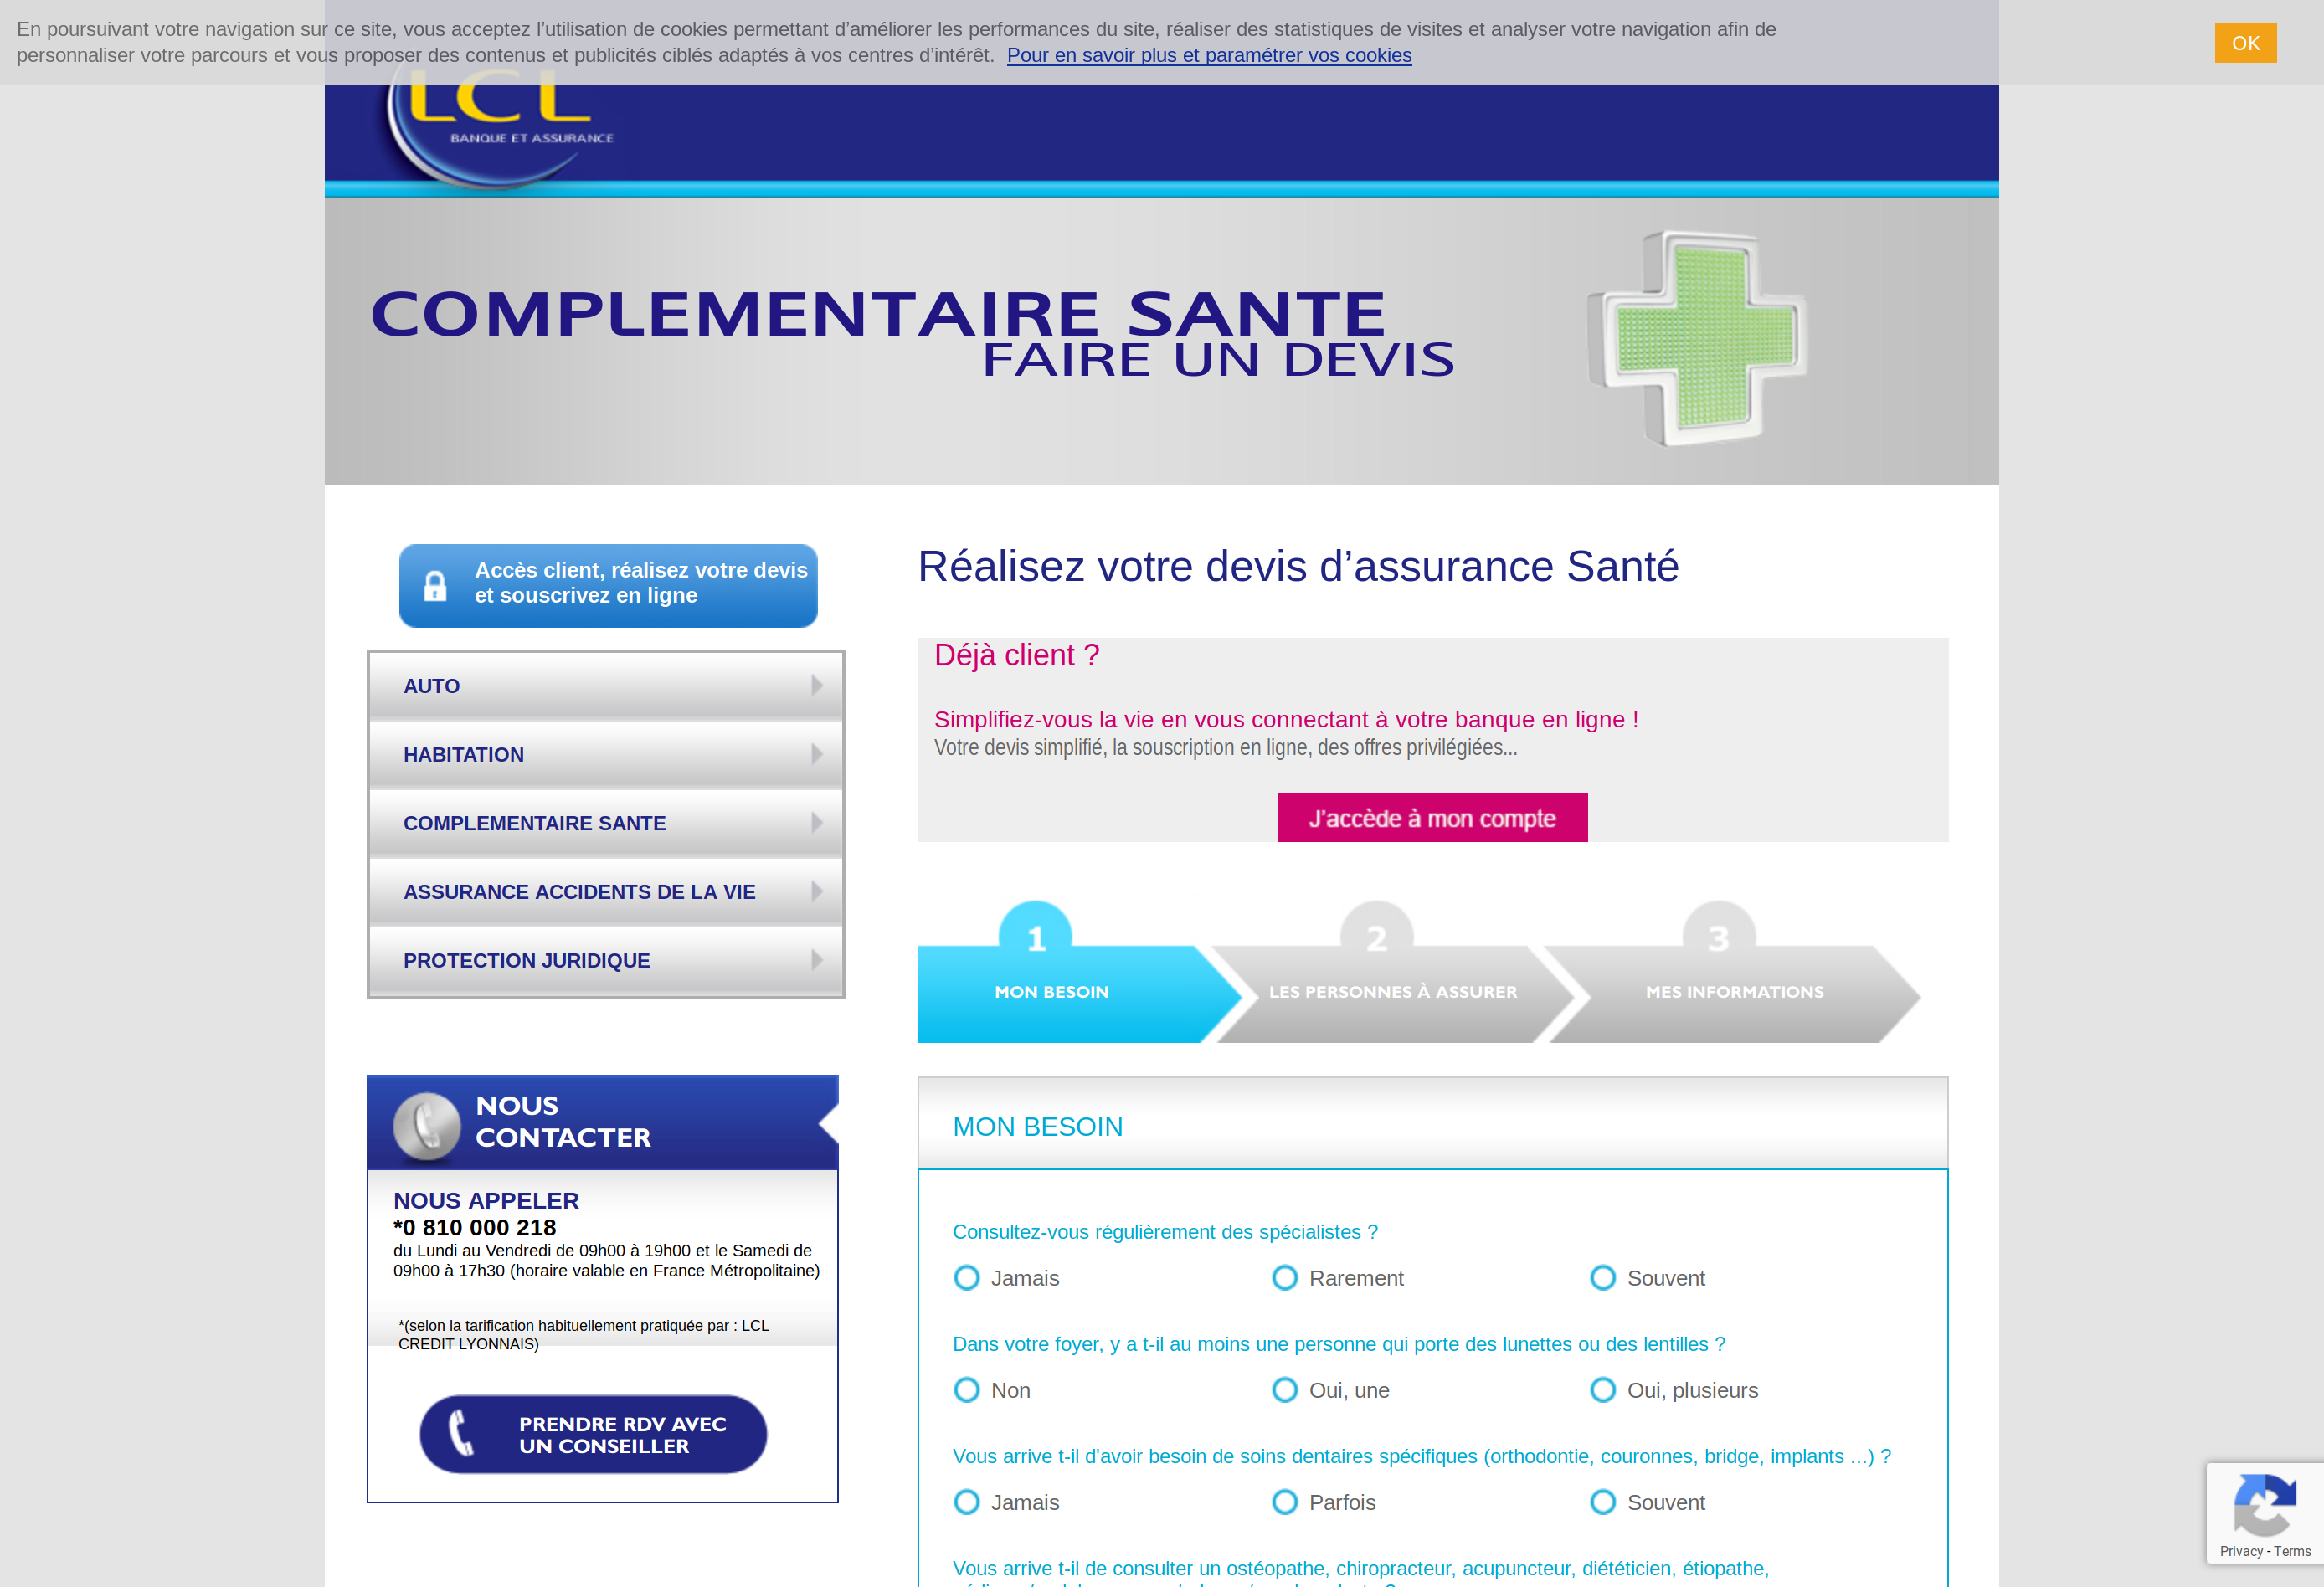 En poursuivant votre navigation sur ce site, vous acceptez l’utilisation de cookies permettant d’améliorer les performances du site, réaliser des statistiques de visites et analyser votre navigation afin de
personnaliser votre parcours et vous proposer des contenus et publicités ciblés adaptés à vos centres d’intérêt. Pour en savoir plus et paramétrer vos cookies
OK
LCL
BANQUE ET ASSURANCE
COMPLEMENTAIRE SANTE
FAIRE UN DEVIS
Accès client, réalisez votre devis
et souscrivez en ligne
AUTO
HABITATION
COMPLEMENTAIRE SANTE
ASSURANCE ACCIDENTS DE LA VIE
PROTECTION JURIDIQUE
NOUS
CONTACTER
NOUS APPELER
*0 810 000 218
du Lundi au Vendredi de 09h00 à 19h00 et le Samedi de
09h00 à 17h30 (horaire valable en France Métropolitaine)
*(selon la tarification habituellement pratiquée par : LCL
CREDIT LYONNAIS)
PRENDRE RDV AVEC
UN CONSEILLER
Réalisez votre devis d’assurance Santé
Déjà client ?
Simplifiez-vous la vie en vous connectant à votre banque en ligne !
Votre devis simplifié, la souscription en ligne, des offres privilégiées...
J'accède à mon compte
1 2 3
MON BESOIN LES PERSONNES À ASSURER MES INFORMATIONS
MON BESOIN
Consultez-vous régulièrement des spécialistes ?
Jamais Rarement Souvent
Dans votre foyer, y a t-il au moins une personne qui porte des lunettes ou des lentilles ?
Non Oui, une Oui, plusieurs
Vous arrive t-il d'avoir besoin de soins dentaires spécifiques (orthodontie, couronnes, bridge, implants ...) ?
Jamais Parfois Souvent
Vous arrive t-il de consulter un ostéopathe, chiropracteur, acupuncteur, diététicien, étiopathe,
Privacy - Terms